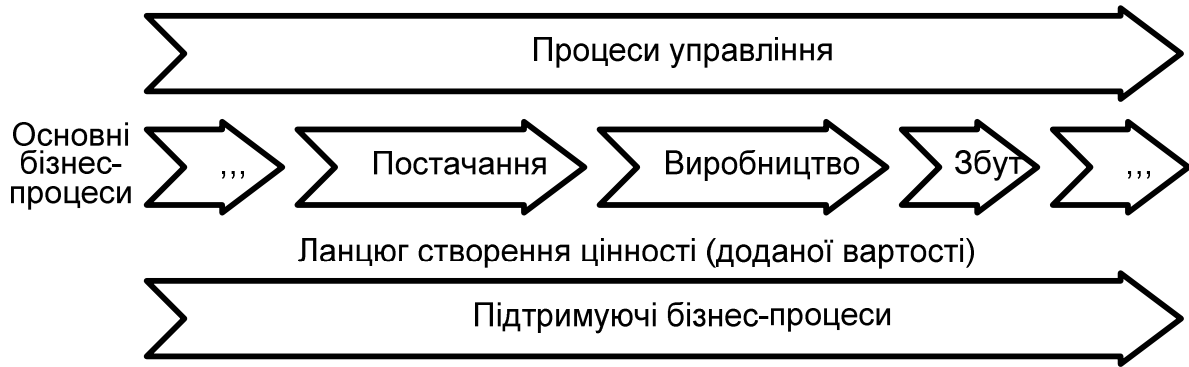 Процеси управління
Основні
бізнес-
процеси
,,,
Постачання
Виробництво
Збут
,,,
Ланцюг створення цінності (доданої вартості)
Підтримуючі бізнес-процеси